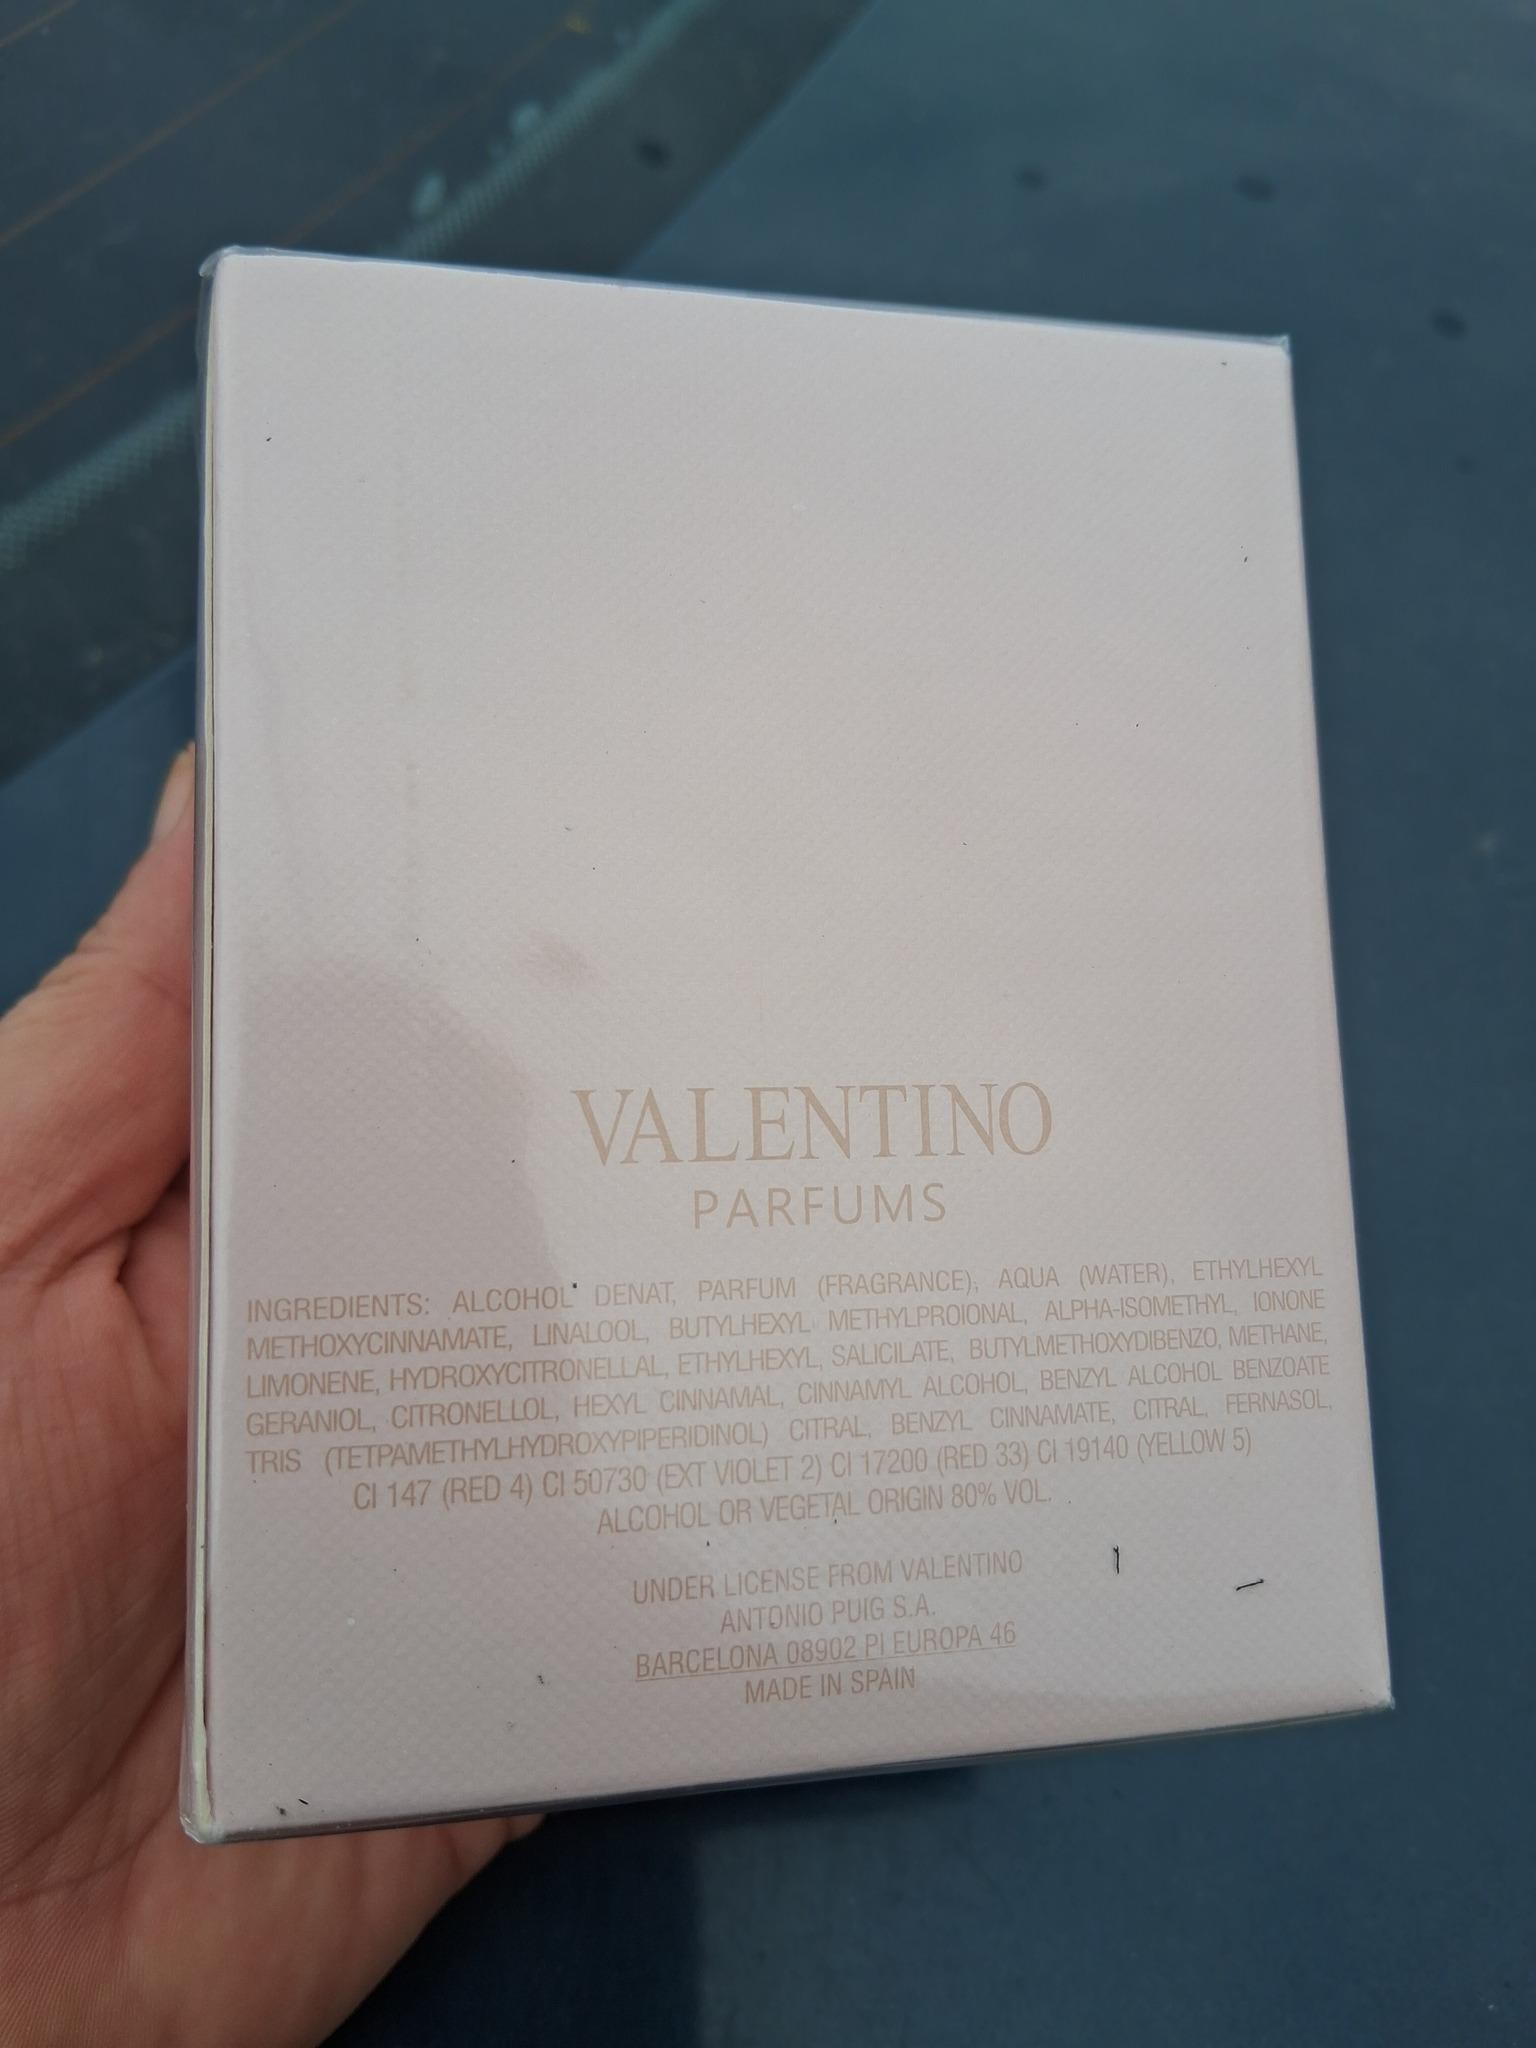 VALENTINO
PARFUMS
INGREDIENTS: ALCOHOL DENAT, PARFUM (FRAGRANCE), AQUA (WATER), ETHYLHEXYL
METHOXYCINNAMATE, LINALOOL, BUTYLHEXYL METHYLPROIONAL, ALPHA-ISOMETHYL, IONONE
LIMONENE, HYDROXYCITRONELLAL, ETHYLHEXYL, SALICILATE, BUTYLMETHOXYDIBENZO, METHANE,
GERANIOL, CITRONELLOL, HEXYL CINNAMAL, CINNAMYL ALCOHOL, BENZYL ALCOHOL BENZOATE
TRIS (TETPAMETHYLHYDROXYPIPERIDINOL) CITRAL, BENZYL CINNAMATE, CITRAL, FERNASOL,
CI 147 (RED 4) CI 50730 (EXT VIOLET 2) CI 17200 (RED 33) CI 19140 (YELLOW 5)
ALCOHOL OR VEGETAL ORIGIN 80% VOL.
UNDER LICENSE FROM VALENTINO
ANTONIO PUIG S.A.
BARCELONA 08902 PI EUROPA 46
MADE IN SPAIN